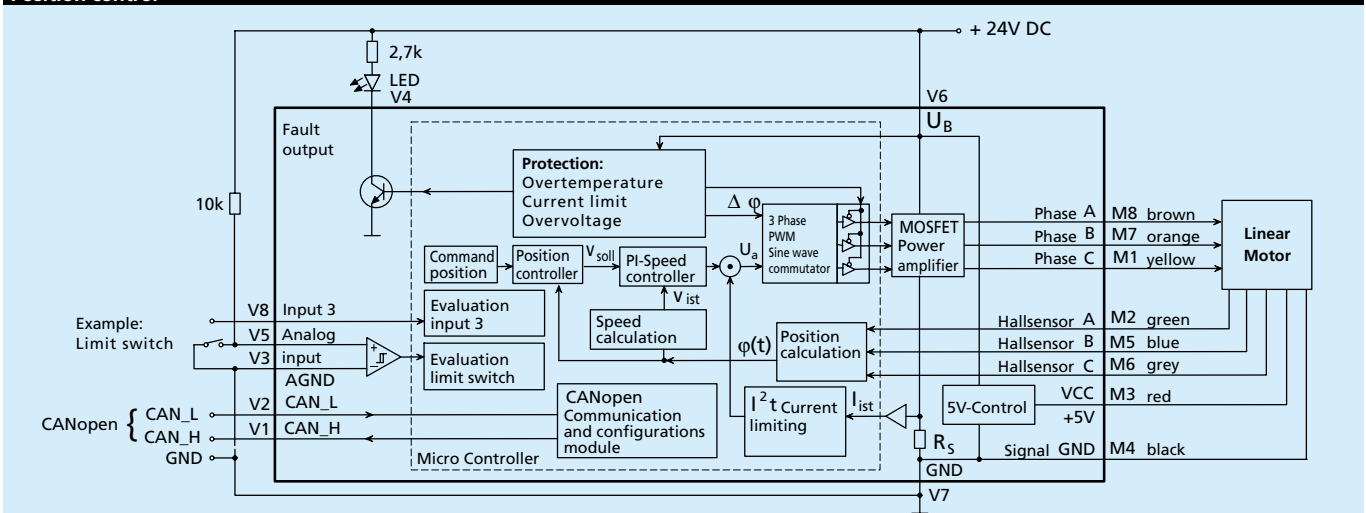 + 24V DC
2,7k
LED
V4
V6
U_B
Fault
output
10k
Protection:
Overtemperature
Current limit
Overvoltage
Δ φ
3 Phase
PWM
Sine wave
commutator
MOSFET
Power
amplifier
Phase A M8 brown
Phase B M7 orange
Phase C M1 yellow
Linear
Motor
Command
position
Position
controller
V_soll
PI-Speed
controller
U_a
V_ist
Speed
calculation
φ(t)
Position
calculation
Hallsensor A M2 green
Hallsensor B M5 blue
Hallsensor C M6 grey
Example:
Limit switch
V8 Input 3
V5 Analog
V3 input
AGND
Evaluation
input 3
Evaluation
limit switch
CANopen { CAN_L V2 CAN_L
CAN_H V1 CAN_H
GND
CANopen
Communication
and configurations
module
I²t Current
limiting
I_ist
R_S
5V-Control
VCC M3 red
+5V
Signal GND M4 black
Micro Controller
GND
V7